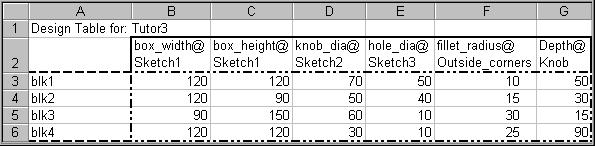 A B C D E F G
1 Design Table for: Tutor3
box_width@ box_height@ knob_dia@ hole_dia@ fillet_radius@ Depth@
2 Sketch1 Sketch1 Sketch2 Sketch3 Outside_corners Knob
3 blk1 120 120 70 50 10 50
4 blk2 120 90 50 40 15 30
5 blk3 90 150 60 10 30 15
6 blk4 120 120 30 10 25 90